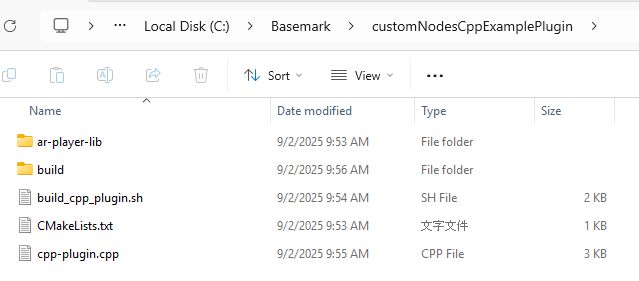 Local Disk (C:) Basemark customNodesCppExamplePlugin
Sort View
Name Date modified Type Size
ar-player-lib 9/2/2025 9:53 AM File folder
build 9/2/2025 9:56 AM File folder
build_cpp_plugin.sh 9/2/2025 9:54 AM SH File 2 KB
CMakeLists.txt 9/2/2025 9:53 AM 文字文件 1 KB
cpp-plugin.cpp 9/2/2025 9:55 AM CPP File 3 KB